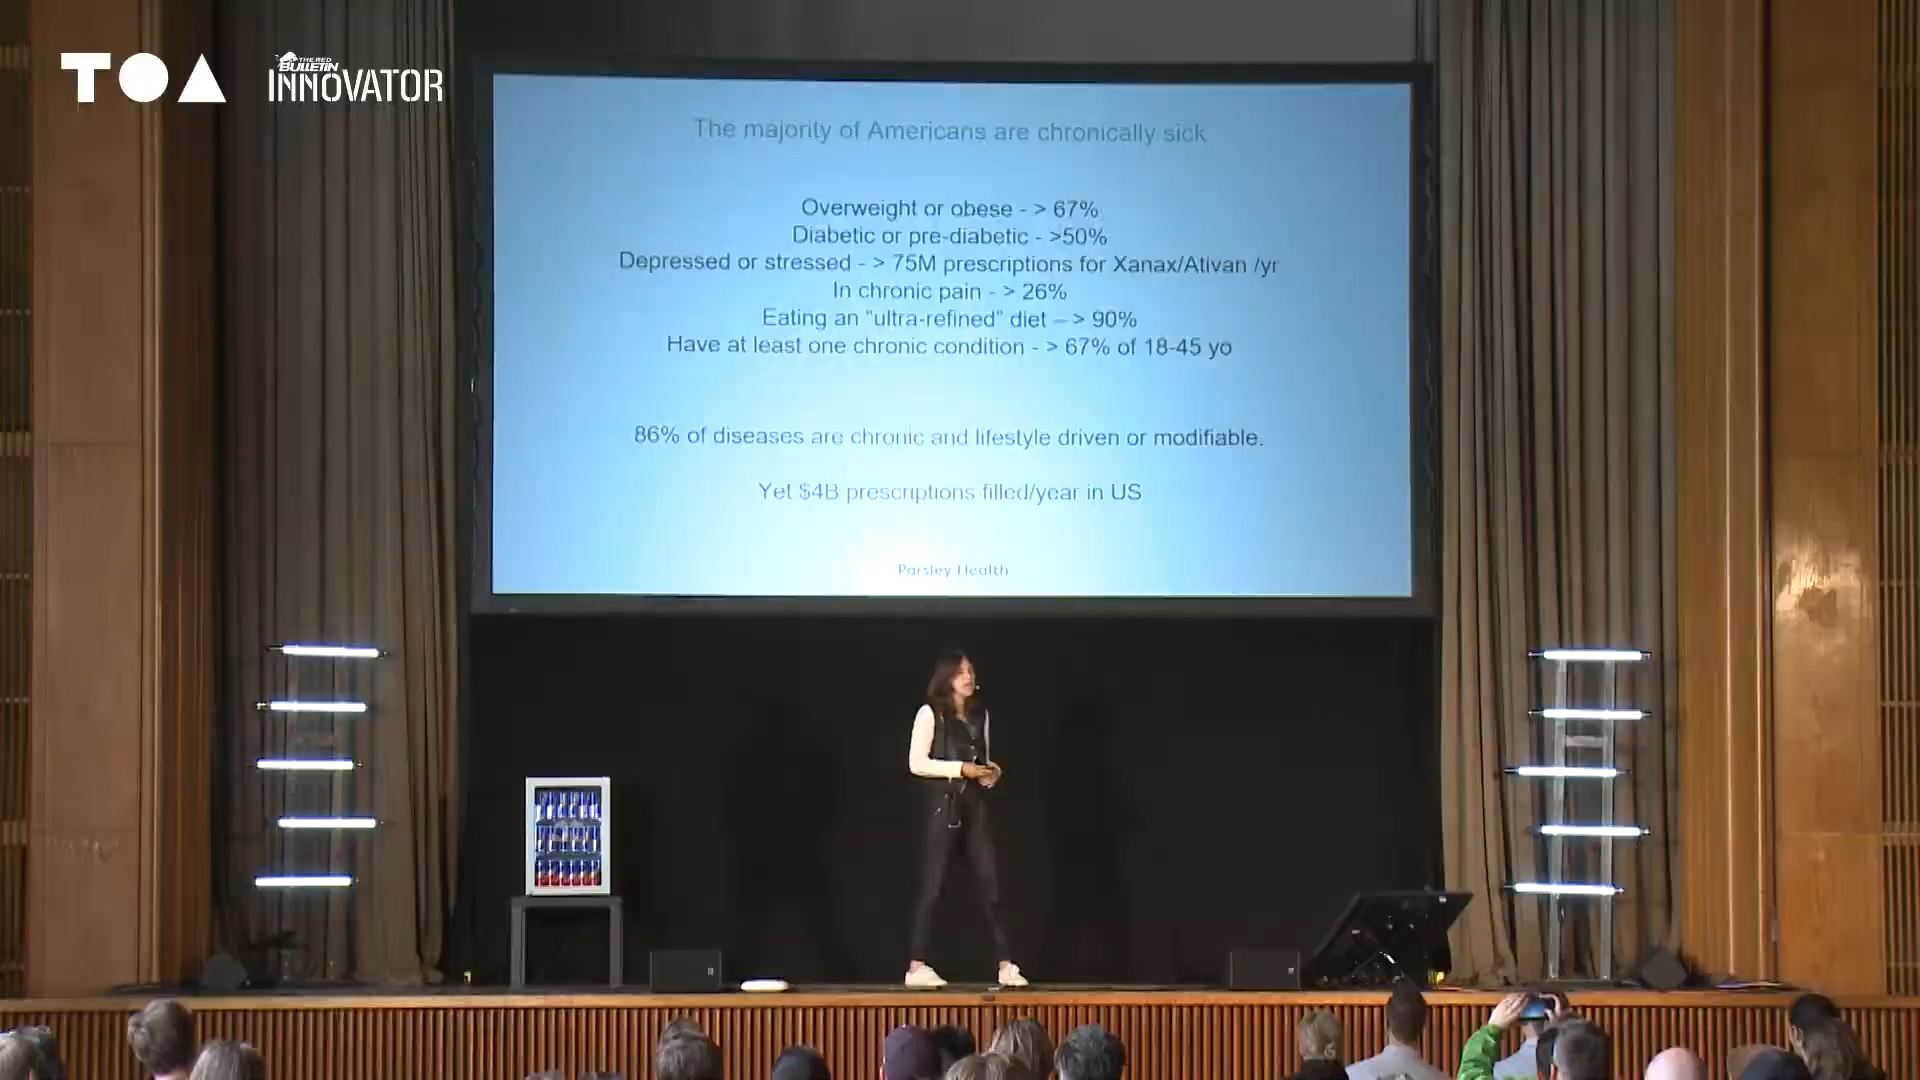 TOA
THE RED
BULLETIN
INNOVATOR
The majority of Americans are chronically sick
Overweight or obese - > 67%
Diabetic or pre-diabetic - >50%
Depressed or stressed - > 75M prescriptions for Xanax/Ativan /yr
In chronic pain - > 26%
Eating an "ultra-refined" diet – > 90%
Have at least one chronic condition - > 67% of 18-45 yo
86% of diseases are chronic and lifestyle driven or modifiable.
Yet $4B prescriptions filled/year in US
Parsley Health